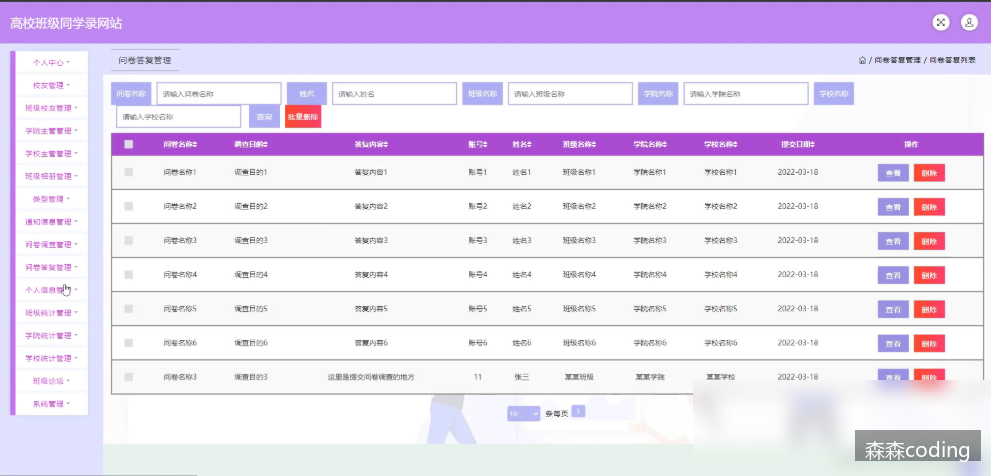 高校班级同学录网站
个人中心
校友管理
班级校友管理
学院主管管理
学校主管管理
班级相册管理
类型管理
通知信息管理
问卷调查管理
问卷答复管理
个人信息管理
班级统计管理
学院统计管理
学校统计管理
班级论坛
系统管理
问卷答复管理
/ 问卷答复管理 / 问卷答复列表
问卷名称 请输入问卷名称 姓名 请输入姓名 班级名称 请输入班级名称 学院名称 请输入学院名称 学校名称
请输入学校名称 查询 批量删除
问卷名称 调查目的 答复内容 账号 姓名 班级名称 学院名称 学校名称 提交日期 操作
问卷名称1 调查目的1 答复内容1 账号1 姓名1 班级名称1 学院名称1 学校名称1 2022-03-18 查看 删除
问卷名称2 调查目的2 答复内容2 账号2 姓名2 班级名称2 学院名称2 学校名称2 2022-03-18 查看 删除
问卷名称3 调查目的3 答复内容3 账号3 姓名3 班级名称3 学院名称3 学校名称3 2022-03-18 查看 删除
问卷名称4 调查目的4 答复内容4 账号4 姓名4 班级名称4 学院名称4 学校名称4 2022-03-18 查看 删除
问卷名称5 调查目的5 答复内容5 账号5 姓名5 班级名称5 学院名称5 学校名称5 2022-03-18 查看 删除
问卷名称6 调查目的6 答复内容6 账号6 姓名6 班级名称6 学院名称6 学校名称6 2022-03-18 查看 删除
问卷名称3 调查目的3 这里是提交问卷调查的地方 11 张三 某某班级 某某学院 某某学校 2022-03-18 查看 删除
10 条每页 1
森森coding